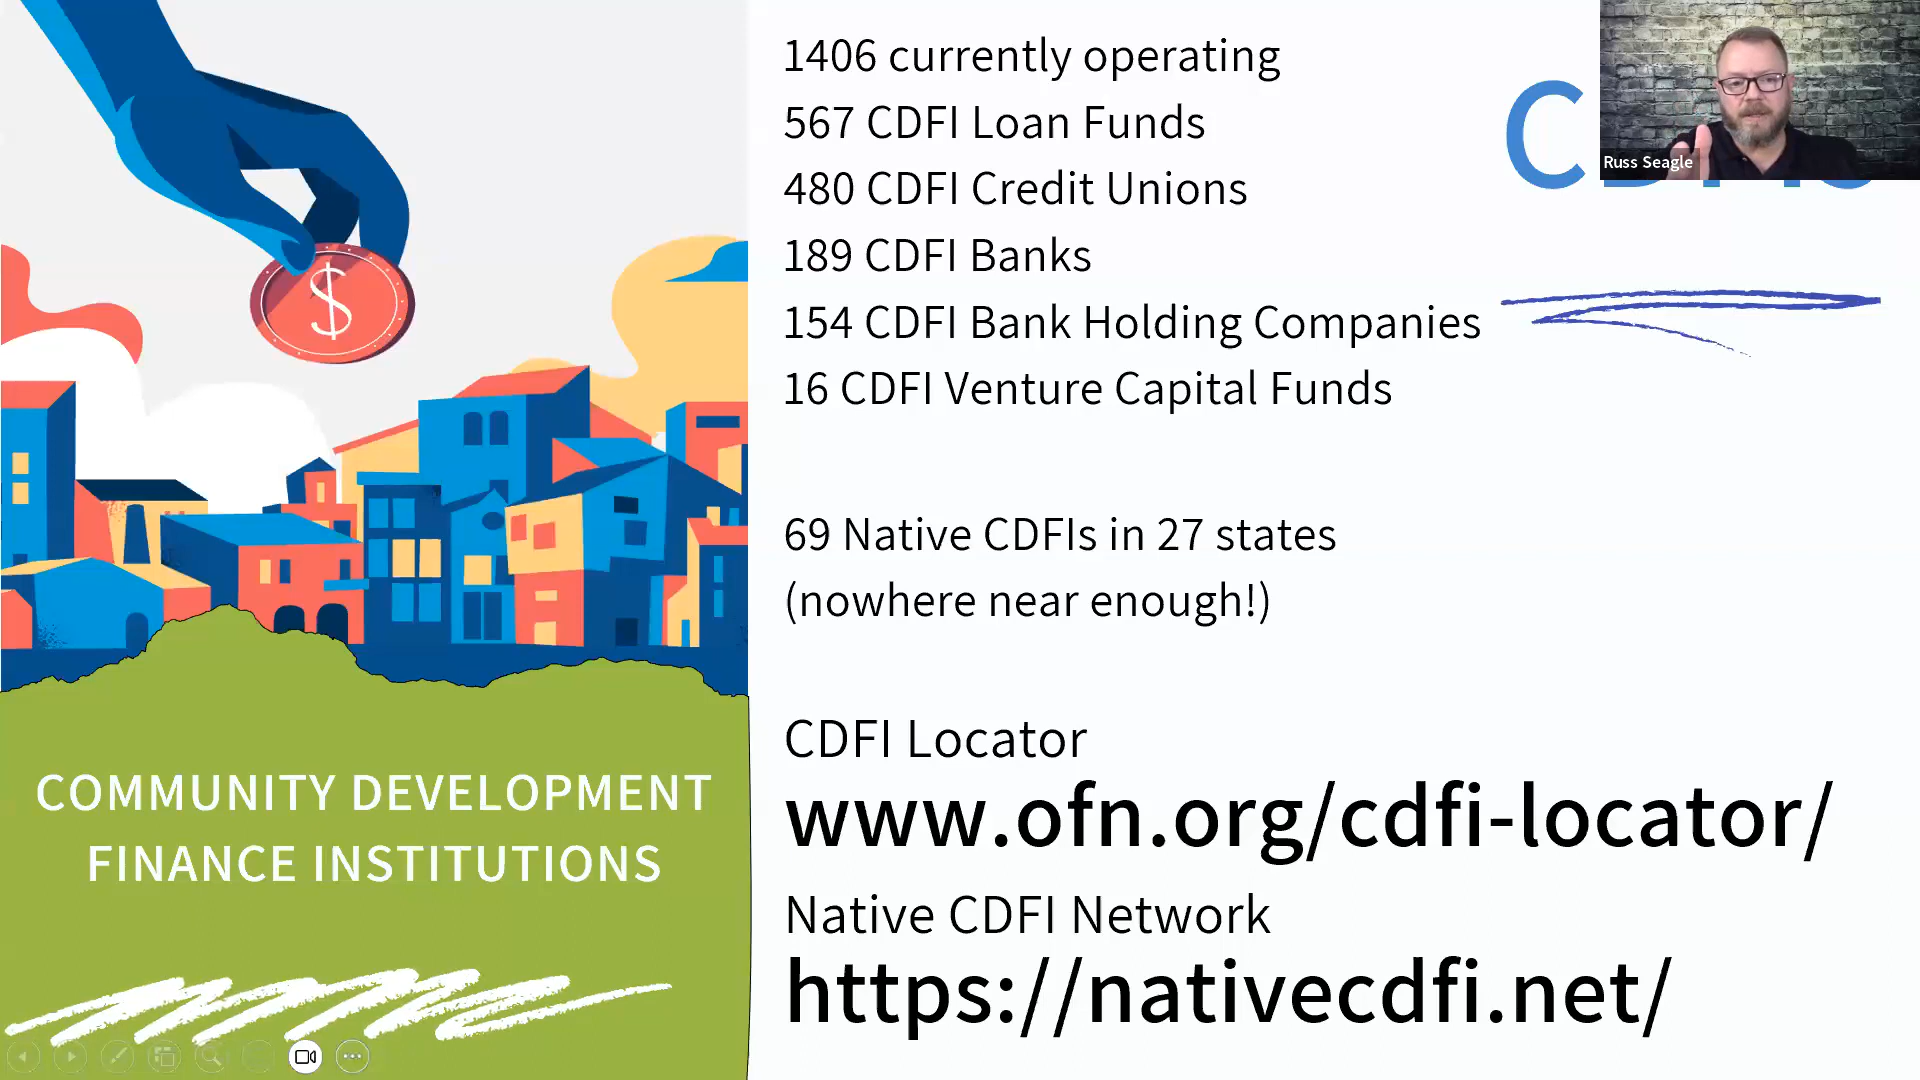 1406 currently operating
567 CDFI Loan Funds
480 CDFI Credit Unions
189 CDFI Banks
154 CDFI Bank Holding Companies
16 CDFI Venture Capital Funds
69 Native CDFIs in 27 states
(nowhere near enough!)
CDFI Locator
www.ofn.org/cdfi-locator/
Native CDFI Network
https://nativecdfi.net/
COMMUNITY DEVELOPMENT
FINANCE INSTITUTIONS
Russ Seagle
$